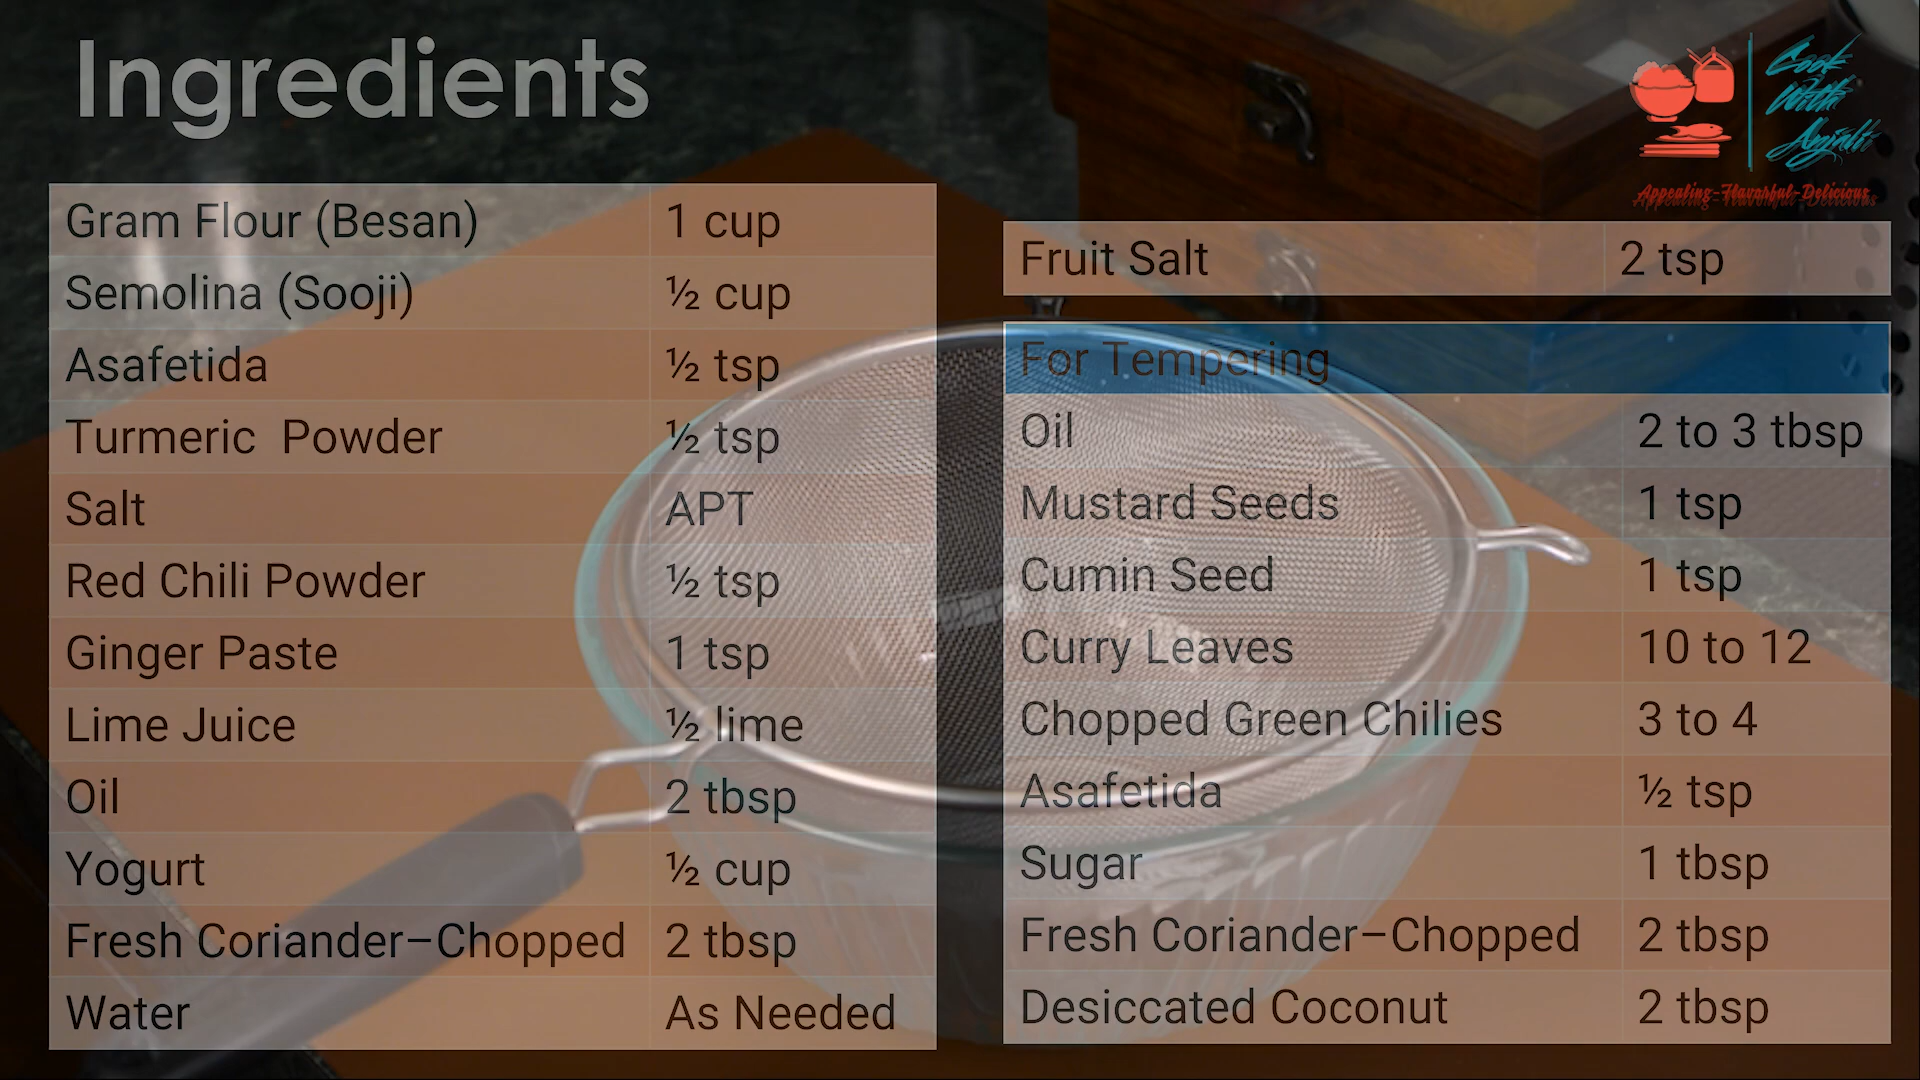 Ingredients
Cook
With
Anjali
Appealing-Flavorful-Delicious
Gram Flour (Besan) 1 cup
Semolina (Sooji) ½ cup
Asafetida ½ tsp
Turmeric  Powder ½ tsp
Salt APT
Red Chili Powder ½ tsp
Ginger Paste 1 tsp
Lime Juice ½ lime
Oil 2 tbsp
Yogurt ½ cup
Fresh Coriander–Chopped 2 tbsp
Water As Needed
Fruit Salt 2 tsp
For Tempering
Oil 2 to 3 tbsp
Mustard Seeds 1 tsp
Cumin Seed 1 tsp
Curry Leaves 10 to 12
Chopped Green Chilies 3 to 4
Asafetida ½ tsp
Sugar 1 tbsp
Fresh Coriander–Chopped 2 tbsp
Desiccated Coconut 2 tbsp